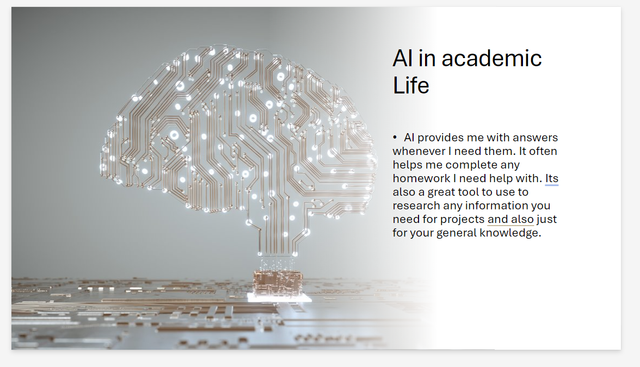 AI in academic
Life
• AI provides me with answers
whenever I need them. It often
helps me complete any
homework I need help with. Its
also a great tool to use to
research any information you
need for projects and also just
for your general knowledge.